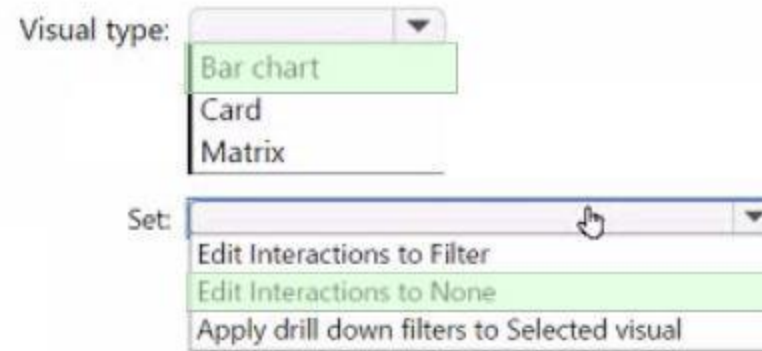 Visual type:
Bar chart
Card
Matrix
Set:
Edit Interactions to Filter
Edit Interactions to None
Apply drill down filters to Selected visual